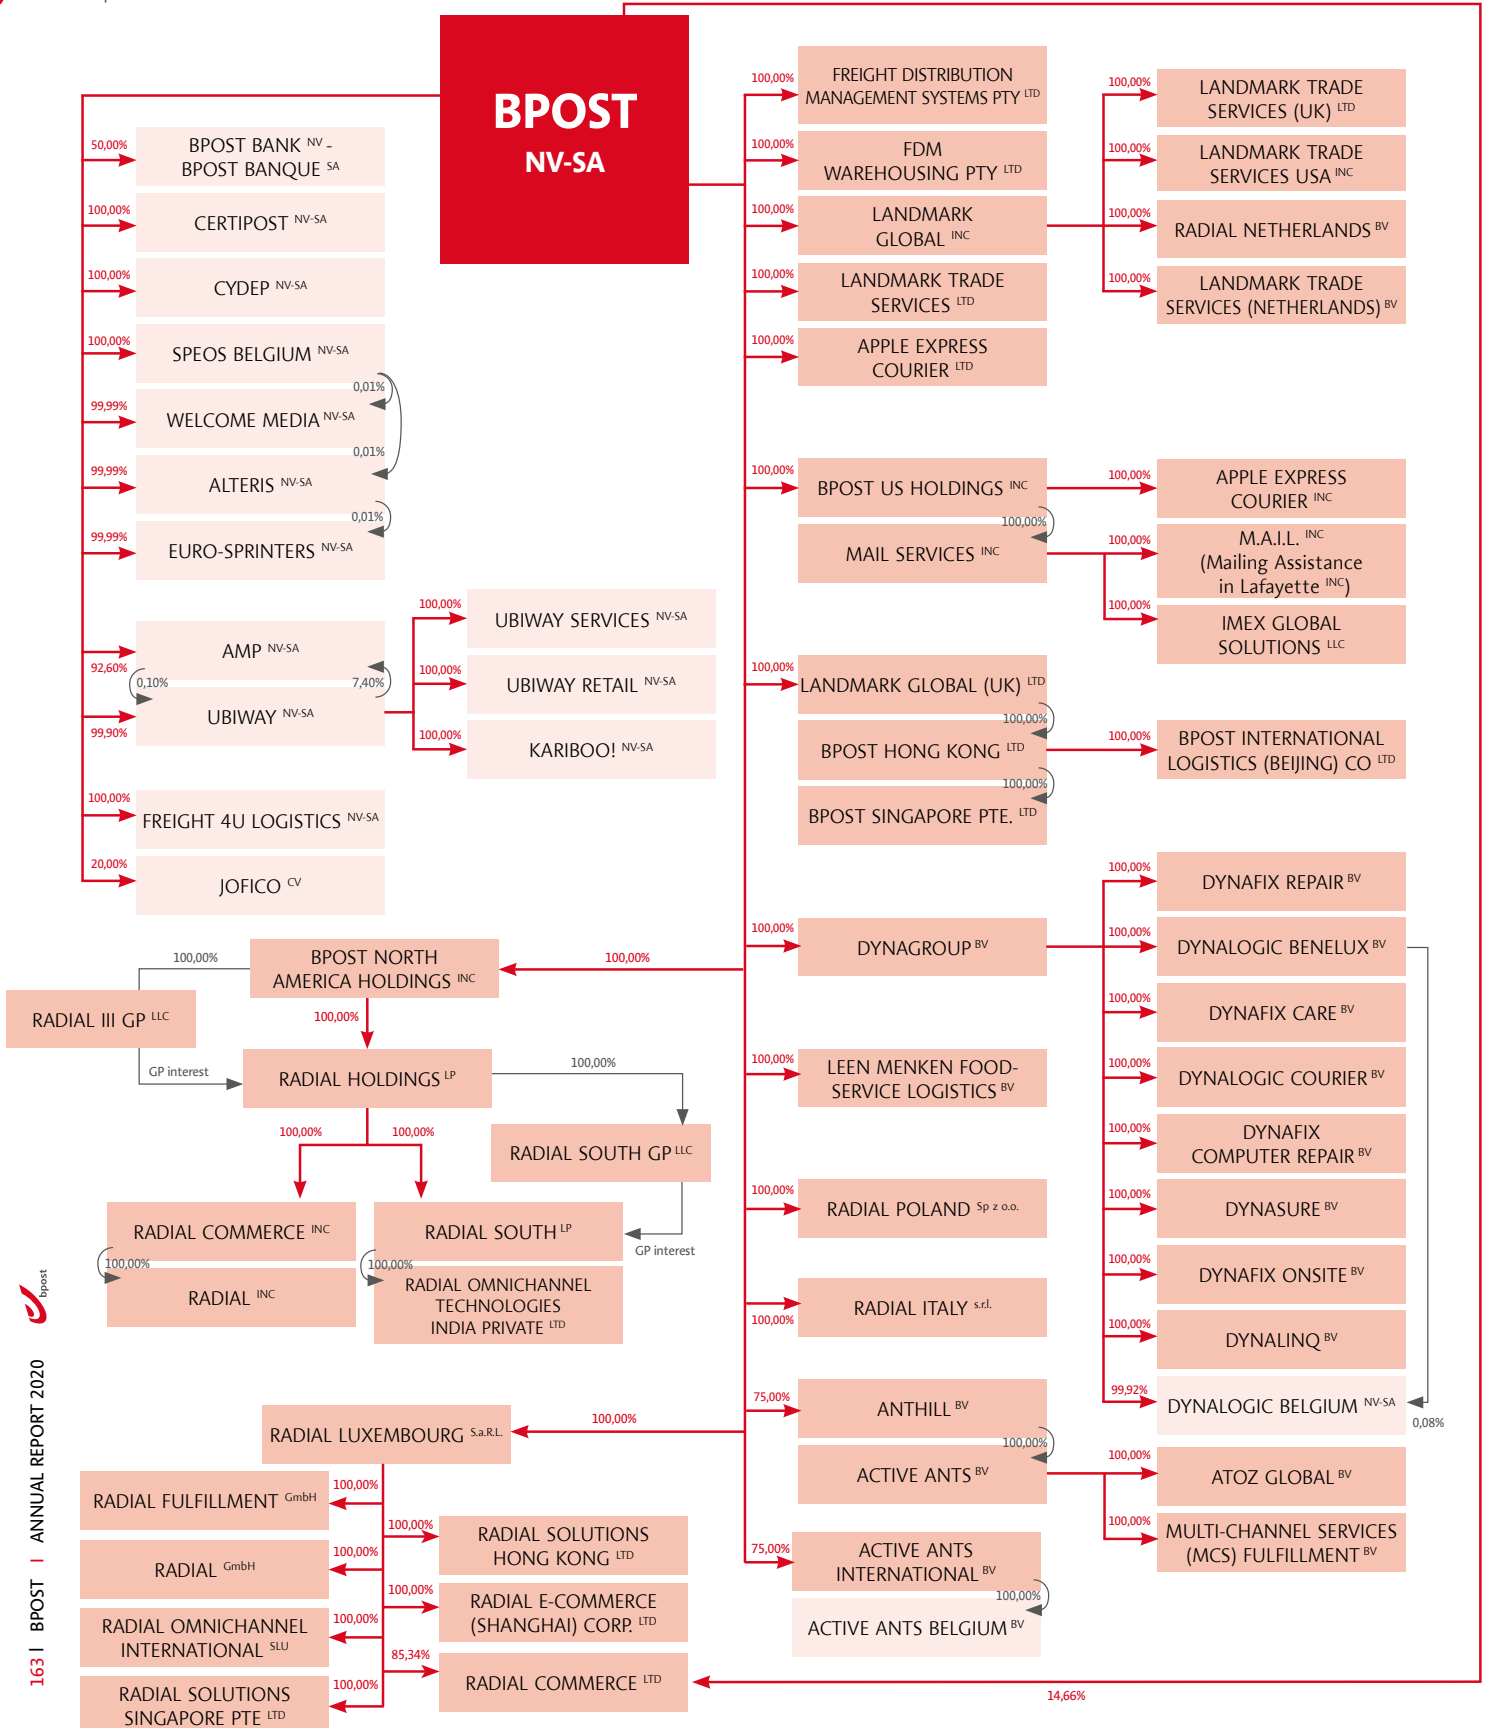 BPOST
NV-SA
50,00%
BPOST BANK NV -
BPOST BANQUE SA
100,00%
CERTIPOST NV-SA
100,00%
CYDEP NV-SA
100,00%
SPEOS BELGIUM NV-SA
0,01%
99,99%
WELCOME MEDIA NV-SA
0,01%
99,99%
ALTERIS NV-SA
0,01%
99,99%
EURO-SPRINTERS NV-SA
AMP NV-SA
92,60%
0,10%
7,40%
UBIWAY NV-SA
99,90%
100,00%
UBIWAY SERVICES NV-SA
100,00%
UBIWAY RETAIL NV-SA
100,00%
KARIBOO! NV-SA
100,00%
FREIGHT 4U LOGISTICS NV-SA
20,00%
JOFICO CV
100,00%
FREIGHT DISTRIBUTION
MANAGEMENT SYSTEMS PTY LTD
100,00%
FDM
WAREHOUSING PTY LTD
100,00%
LANDMARK
GLOBAL INC
100,00%
LANDMARK TRADE
SERVICES LTD
100,00%
APPLE EXPRESS
COURIER LTD
100,00%
LANDMARK TRADE
SERVICES (UK) LTD
100,00%
LANDMARK TRADE
SERVICES USA INC
100,00%
RADIAL NETHERLANDS BV
100,00%
LANDMARK TRADE
SERVICES (NETHERLANDS) BV
100,00%
BPOST US HOLDINGS INC
100,00%
MAIL SERVICES INC
100,00%
APPLE EXPRESS
COURIER INC
100,00%
M.A.I.L. INC
(Mailing Assistance
in Lafayette INC)
100,00%
IMEX GLOBAL
SOLUTIONS LLC
100,00%
LANDMARK GLOBAL (UK) LTD
100,00%
BPOST HONG KONG LTD
100,00%
BPOST SINGAPORE PTE. LTD
100,00%
BPOST INTERNATIONAL
LOGISTICS (BEIJING) CO LTD
100,00%
DYNAGROUP BV
100,00%
DYNAFIX REPAIR BV
100,00%
DYNALOGIC BENELUX BV
100,00%
DYNAFIX CARE BV
100,00%
DYNALOGIC COURIER BV
100,00%
DYNAFIX
COMPUTER REPAIR BV
100,00%
DYNASURE BV
100,00%
DYNAFIX ONSITE BV
100,00%
DYNALINQ BV
99,92%
DYNALOGIC BELGIUM NV-SA
0,08%
100,00%
BPOST NORTH
AMERICA HOLDINGS INC
100,00%
RADIAL III GP LLC
GP interest
100,00%
RADIAL HOLDINGS LP
100,00%
RADIAL SOUTH GP LLC
GP interest
100,00%
100,00%
RADIAL COMMERCE INC
100,00%
RADIAL INC
RADIAL SOUTH LP
100,00%
RADIAL OMNICHANNEL
TECHNOLOGIES
INDIA PRIVATE LTD
100,00%
LEEN MENKEN FOOD-
SERVICE LOGISTICS BV
100,00%
RADIAL POLAND Sp z o.o.
100,00%
RADIAL ITALY s.r.l.
75,00%
ANTHILL BV
100,00%
ACTIVE ANTS BV
100,00%
ATOZ GLOBAL BV
100,00%
MULTI-CHANNEL SERVICES
(MCS) FULFILLMENT BV
75,00%
ACTIVE ANTS
INTERNATIONAL BV
100,00%
ACTIVE ANTS BELGIUM BV
100,00%
RADIAL LUXEMBOURG S.a.R.L.
100,00%
RADIAL FULFILLMENT GmbH
100,00%
RADIAL GmbH
100,00%
RADIAL OMNICHANNEL
INTERNATIONAL SLU
100,00%
RADIAL SOLUTIONS
SINGAPORE PTE LTD
100,00%
RADIAL SOLUTIONS
HONG KONG LTD
100,00%
RADIAL E-COMMERCE
(SHANGHAI) CORP. LTD
85,34%
RADIAL COMMERCE LTD
14,66%
163 I BPOST I ANNUAL REPORT 2020
bpost